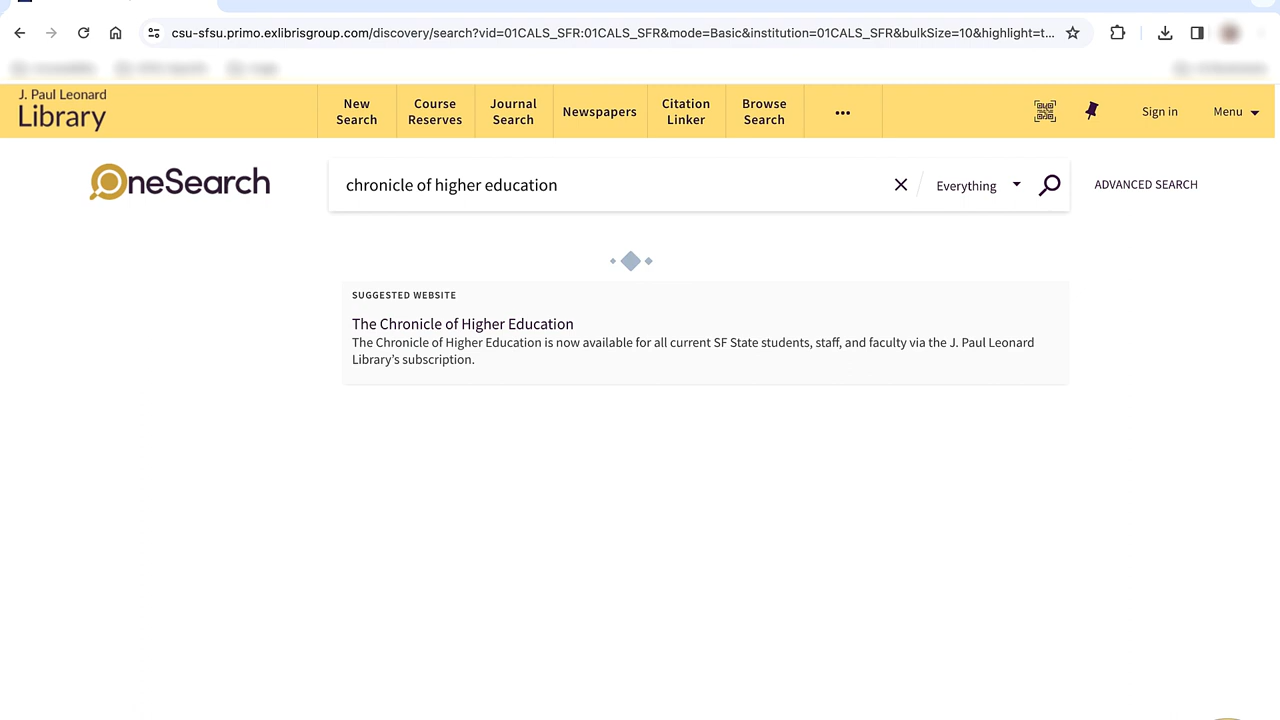 csu-sfsu.primo.exlibrisgroup.com/discovery/search?vid=01CALS_SFR:01CALS_SFR&mode=Basic&institution=01CALS_SFR&bulkSize=10&highlight=t...
J. Paul Leonard
Library
New
Search
Course
Reserves
Journal
Search
Newspapers
Citation
Linker
Browse
Search
...
Sign in
Menu
OneSearch
chronicle of higher education
Everything
ADVANCED SEARCH
SUGGESTED WEBSITE
The Chronicle of Higher Education
The Chronicle of Higher Education is now available for all current SF State students, staff, and faculty via the J. Paul Leonard
Library's subscription.